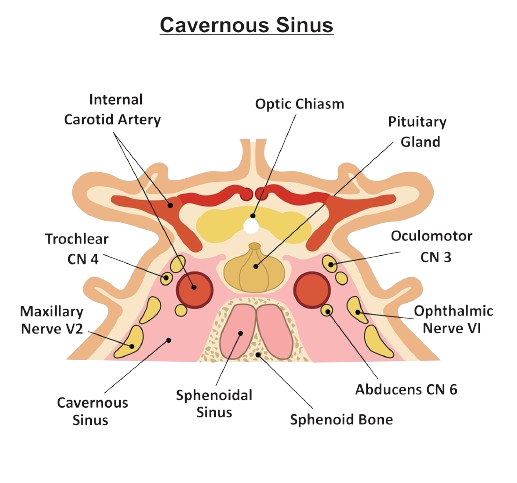 Cavernous Sinus
Internal
Carotid Artery
Optic Chiasm
Pituitary
Gland
Trochlear
CN 4
Oculomotor
CN 3
Maxillary
Nerve V2
Ophthalmic
Nerve VI
Cavernous
Sinus
Sphenoidal
Sinus
Sphenoid Bone
Abducens CN 6